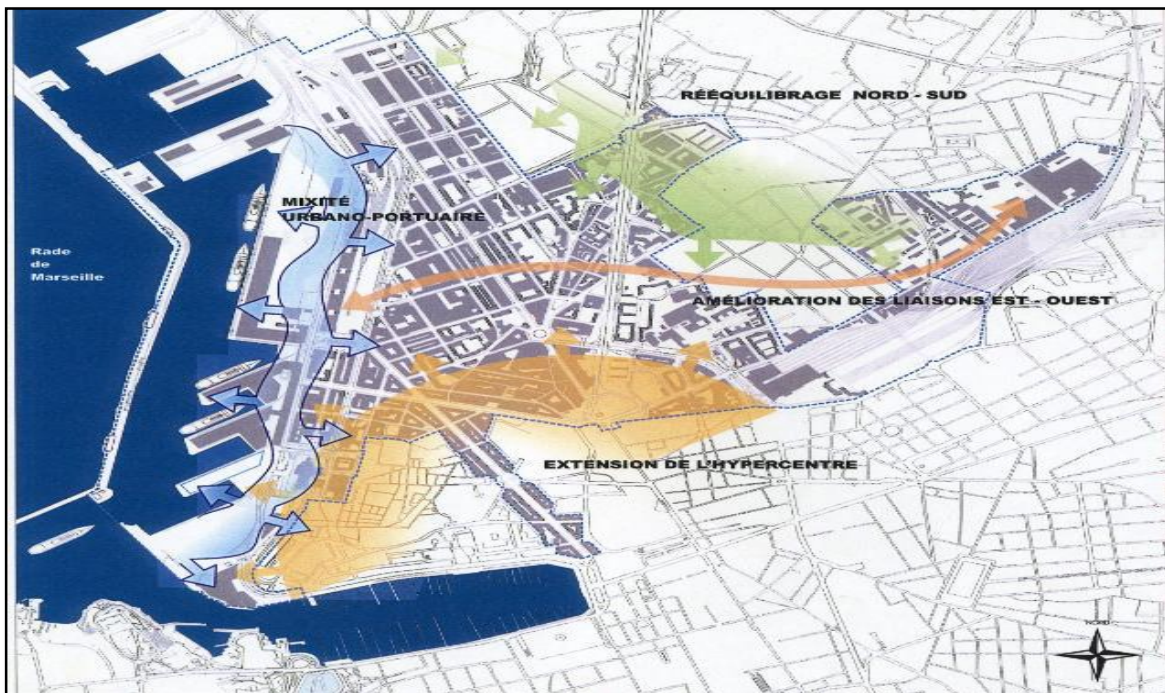 RÉÉQUILIBRAGE NORD - SUD
MIXITÉ
URBANO-PORTUAIRE
Rade
de
Marseille
AMÉLIORATION DES LIAISONS EST - OUEST
EXTENSION DE L'HYPERCENTRE
NORD